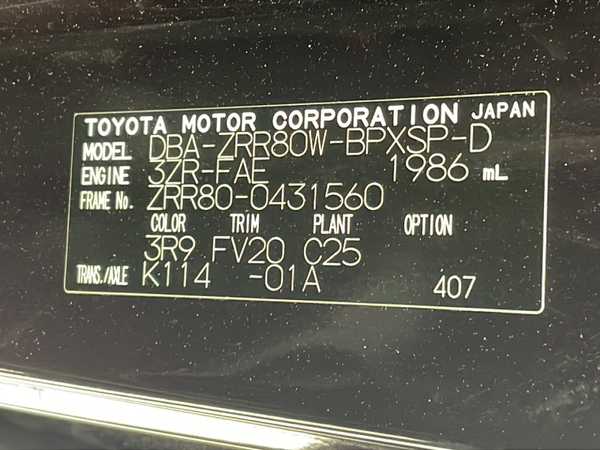 TOYOTA MOTOR CORPORATION JAPAN
MODEL DBA-ZRR80W-BPXSP-D
ENGINE 3ZR-FAE 1986 mL
FRAME No. ZRR80-0431560
COLOR TRIM PLANT OPTION
3R9 FV20 C25
TRANS./AXLE K114 -01A 407